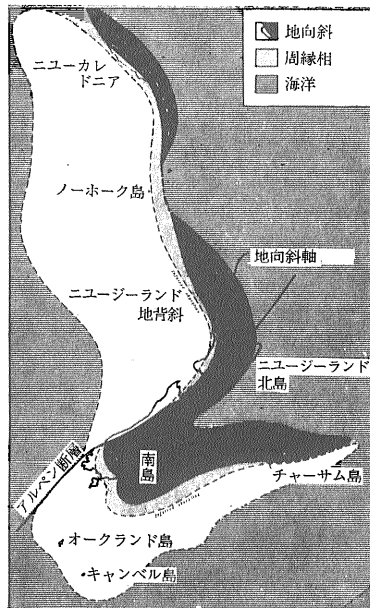 地向斜
周縁相
海洋
ニユーカレ
ドニア
ノーホーク島
地向斜軸
ニユージーランド
地背斜
ニユージーランド
北島
アルペン断層
南島
チャーサム島
オークランド島
キャンベル島